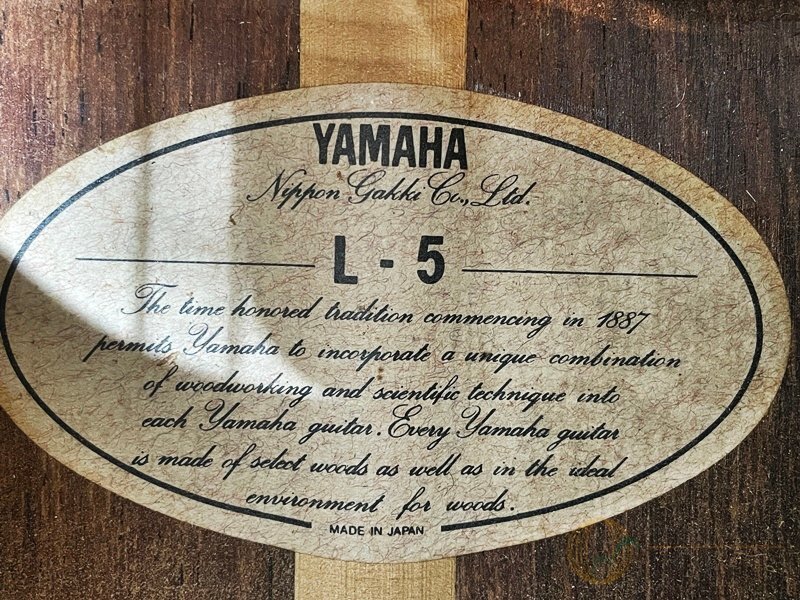 YAMAHA
Nippon Gakki Co., Ltd.
L - 5
The time honored tradition commencing in 1887
permits Yamaha to incorporate a unique combination
of woodworking and scientific technique into
each Yamaha guitar. Every Yamaha guitar
is made of select woods as well as in the ideal
environment for woods.
MADE IN JAPAN